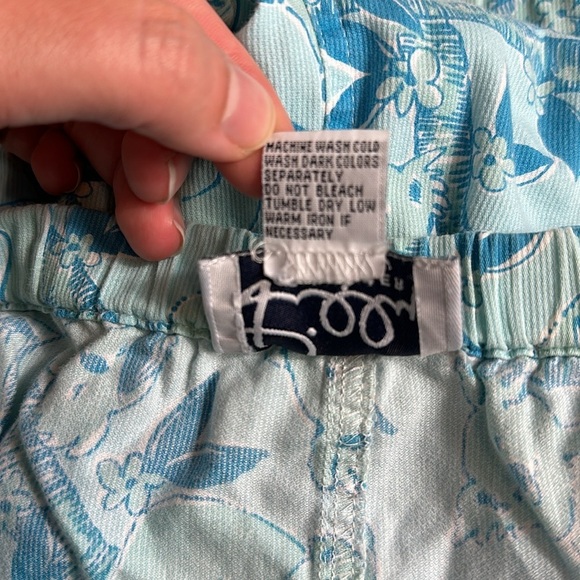 MACHINE WASH COLD
WASH DARK COLORS
SEPARATELY
DO NOT BLEACH
TUMBLE DRY LOW
WARM IRON IF
NECESSARY